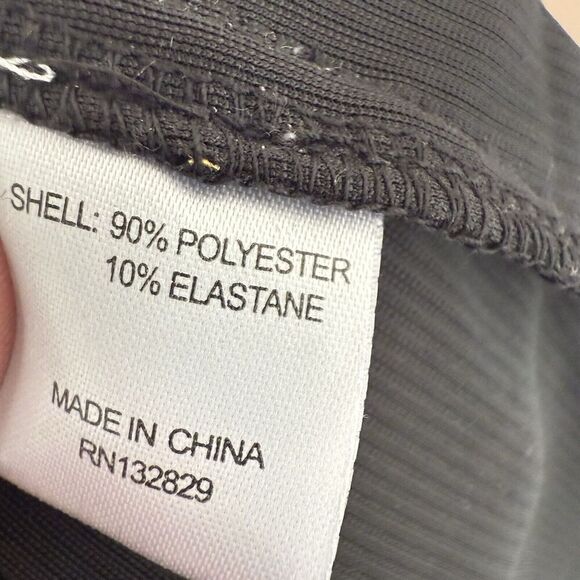 SHELL: 90% POLYESTER
10% ELASTANE
MADE IN CHINA
RN132829